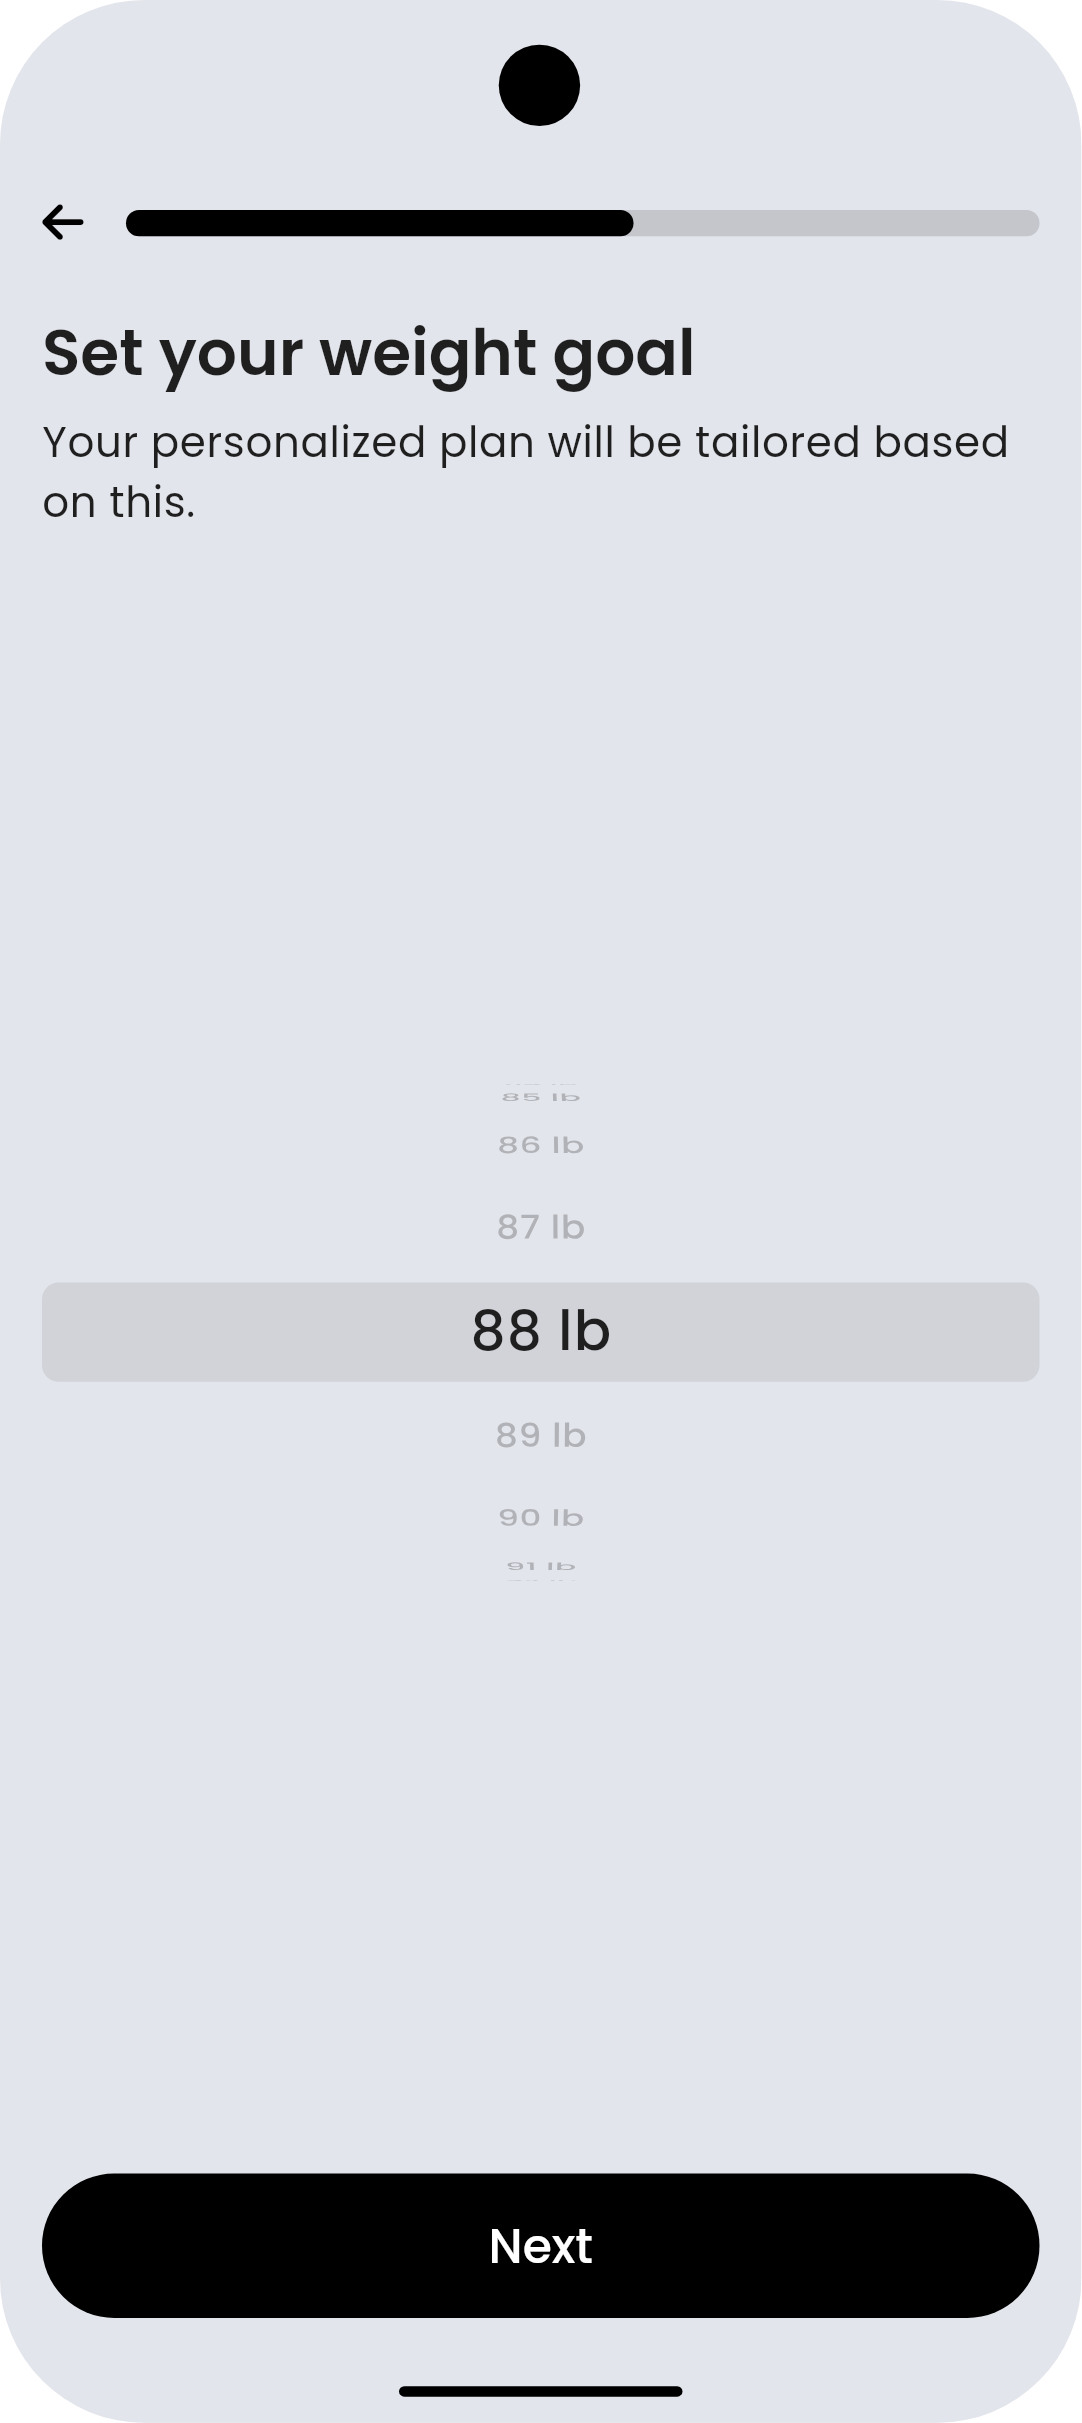 Set your weight goal
Your personalized plan will be tailored based
on this.
85 lb
86 lb
87 lb
88 lb
89 lb
90 lb
91 lb
Next